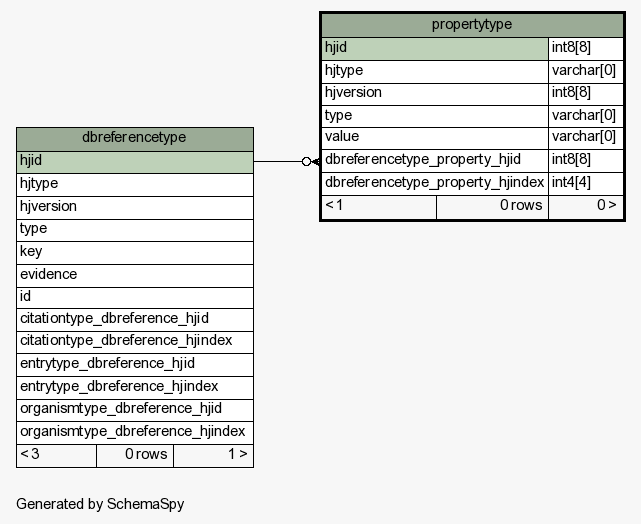 propertytype
hjid int8[8]
hjtype varchar[0]
hjversion int8[8]
type varchar[0]
value varchar[0]
dbreferencetype_property_hjid int8[8]
dbreferencetype_property_hjindex int4[4]
< 1 0 rows 0 >
dbreferencetype
hjid
hjtype
hjversion
type
key
evidence
id
citationtype_dbreference_hjid
citationtype_dbreference_hjindex
entrytype_dbreference_hjid
entrytype_dbreference_hjindex
organismtype_dbreference_hjid
organismtype_dbreference_hjindex
< 3 0 rows 1 >
Generated by SchemaSpy